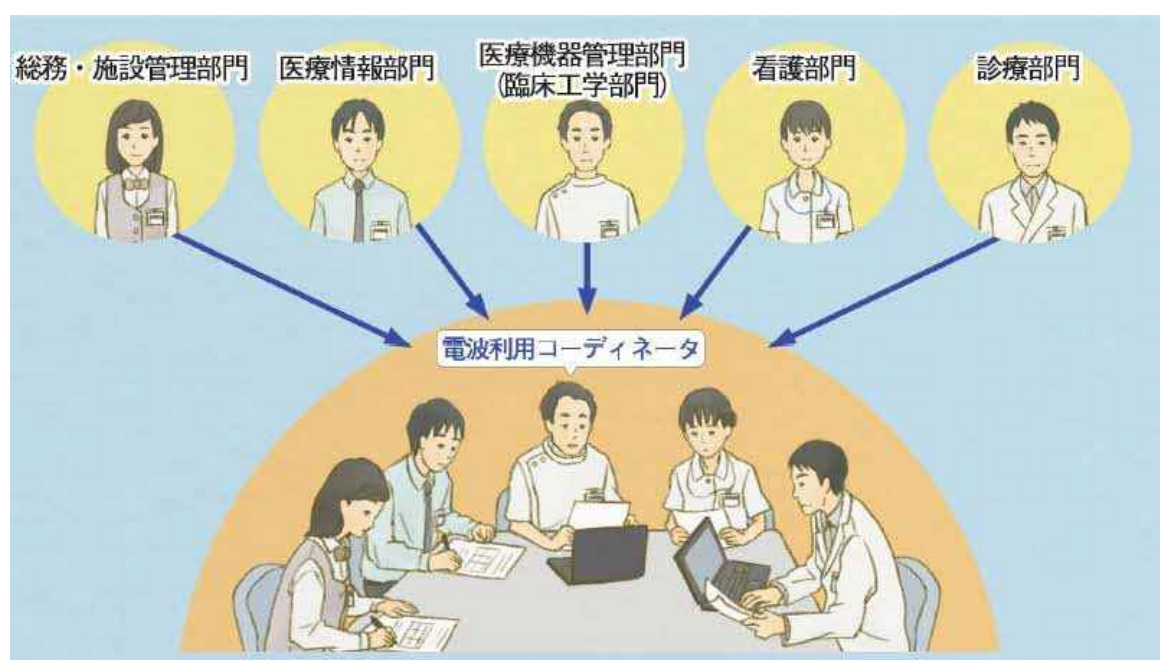 総務・施設管理部門
医療情報部門
医療機器管理部門
(臨床工学部門)
看護部門
診療部門
電波利用コーディネータ